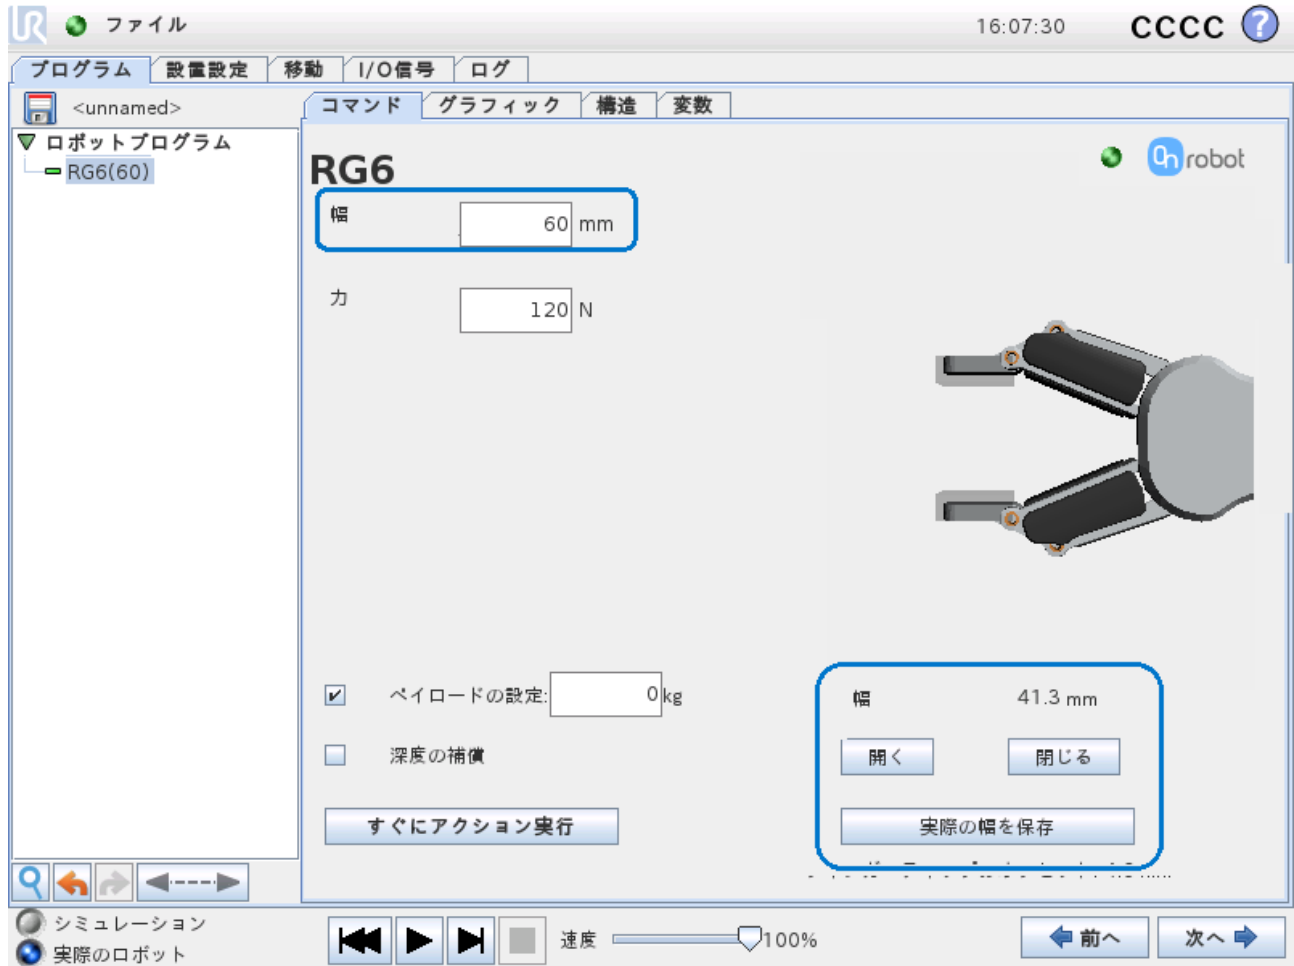 UR ファイル 16:07:30 CCCC ?
プログラム 設置設定 移動 I/O信号 ログ
<unnamed>
コマンド グラフィック 構造 変数
ロボットプログラム
RG6(60)
RG6
On robot
幅 60 mm
力 120 N
ペイロードの設定: 0 kg
幅 41.3 mm
深度の補償
開く 閉じる
すぐにアクション実行
実際の幅を保存
シミュレーション
実際のロボット
速度 100%
前へ 次へ